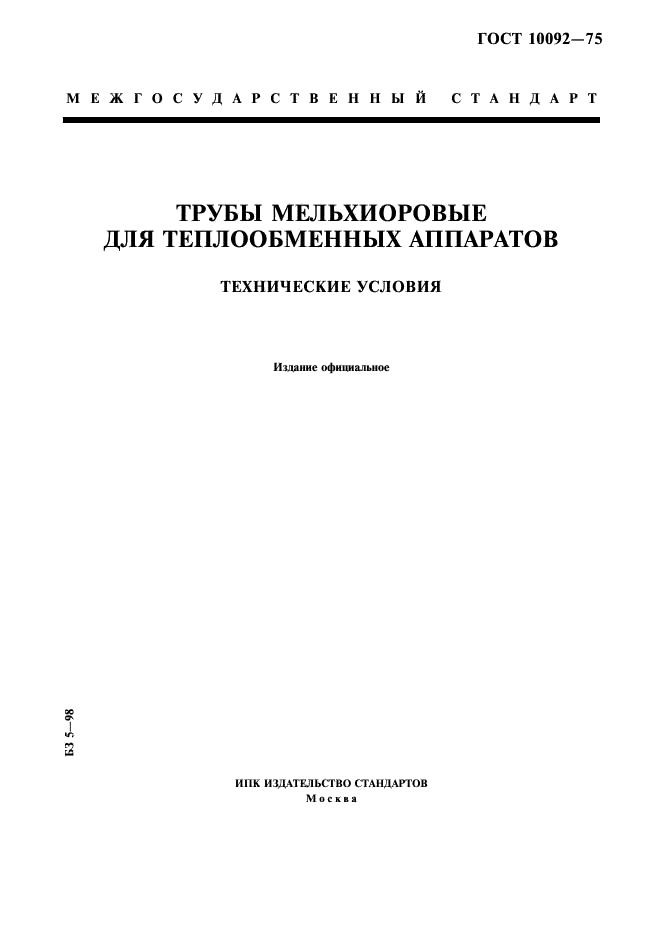 ГОСТ 10092—75
МЕЖГОСУДАРСТВЕННЫЙ СТАНДАРТ
ТРУБЫ МЕЛЬХИОРОВЫЕ
ДЛЯ ТЕПЛООБМЕННЫХ АППАРАТОВ
ТЕХНИЧЕСКИЕ УСЛОВИЯ
Издание официальное
БЗ 5—98
ИПК ИЗДАТЕЛЬСТВО СТАНДАРТОВ
Москва